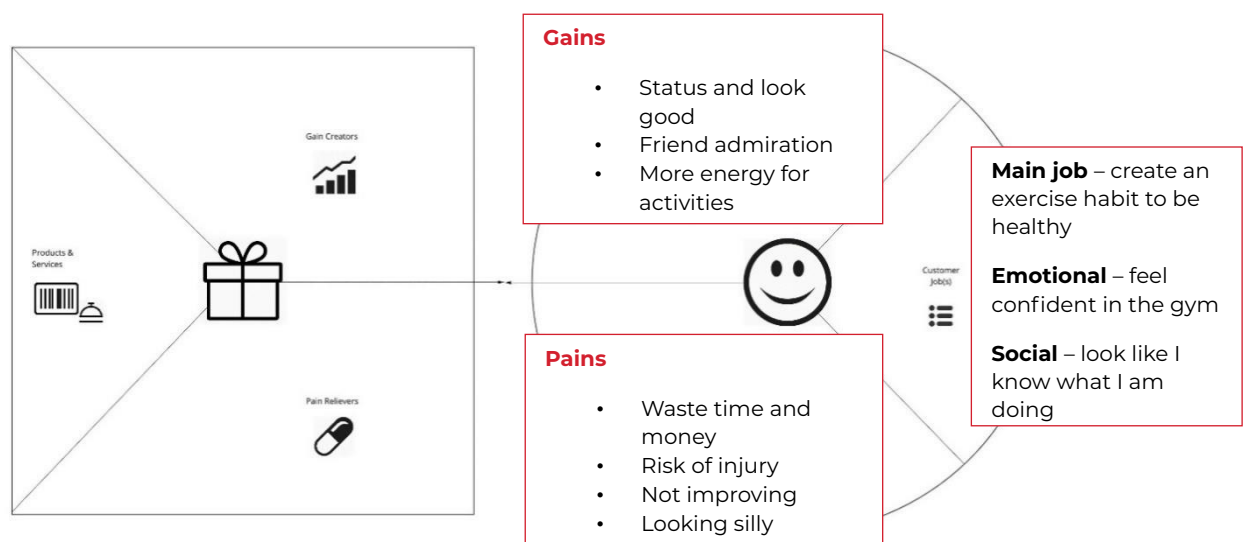 Gain Creators
Products &
Services
Pain Relievers
Gains
• Status and look
good
• Friend admiration
• More energy for
activities
Customer
Job(s)
Pains
• Waste time and
money
• Risk of injury
• Not improving
• Looking silly
Main job – create an
exercise habit to be
healthy
Emotional – feel
confident in the gym
Social – look like I
know what I am
doing